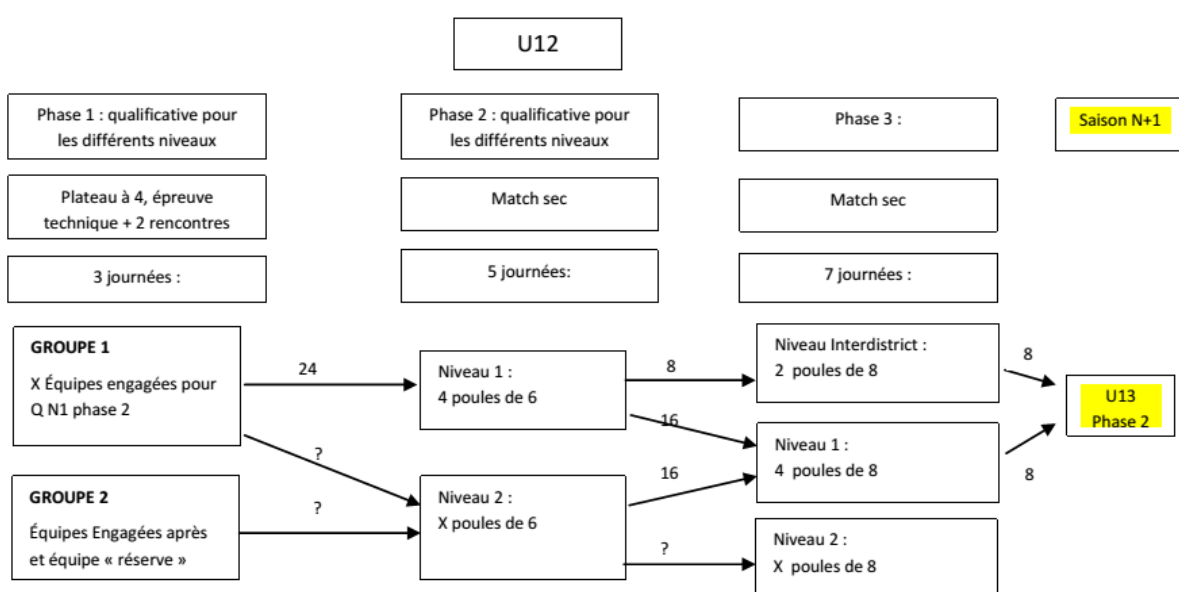 U12
Phase 1 : qualificative pour
les différents niveaux
Phase 2 : qualificative pour
les différents niveaux
Phase 3 :
Saison N+1
Plateau à 4, épreuve
technique + 2 rencontres
Match sec
Match sec
3 journées :
5 journées:
7 journées :
GROUPE 1
X Équipes engagées pour
Q N1 phase 2
24
?
Niveau 1 :
4 poules de 6
8
16
Niveau Interdistrict :
2 poules de 8
8
U13
Phase 2
Niveau 1 :
4 poules de 8
8
GROUPE 2
Équipes Engagées après
et équipe « réserve »
?
Niveau 2 :
X poules de 6
16
?
Niveau 2 :
X poules de 8